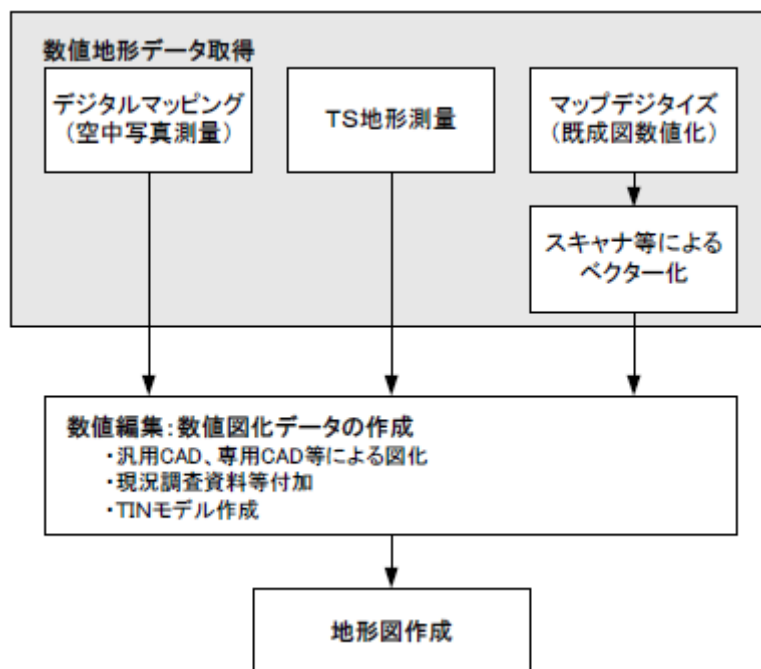 数値地形データ取得
デジタルマッピング
(空中写真測量)
TS地形測量
マップデジタイズ
(既成図数値化)
スキャナ等による
ベクター化
数値編集:数値図化データの作成
・汎用CAD、専用CAD等による図化
・現況調査資料等付加
・TINモデル作成
地形図作成